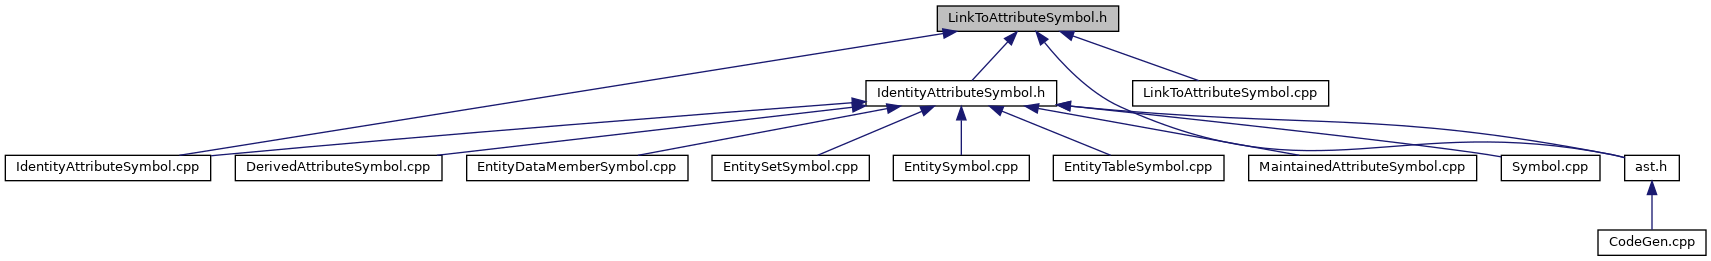 LinkToAttributeSymbol.h
IdentityAttributeSymbol.h
LinkToAttributeSymbol.cpp
IdentityAttributeSymbol.cpp
DerivedAttributeSymbol.cpp
EntityDataMemberSymbol.cpp
EntitySetSymbol.cpp
EntitySymbol.cpp
EntityTableSymbol.cpp
MaintainedAttributeSymbol.cpp
Symbol.cpp
ast.h
CodeGen.cpp